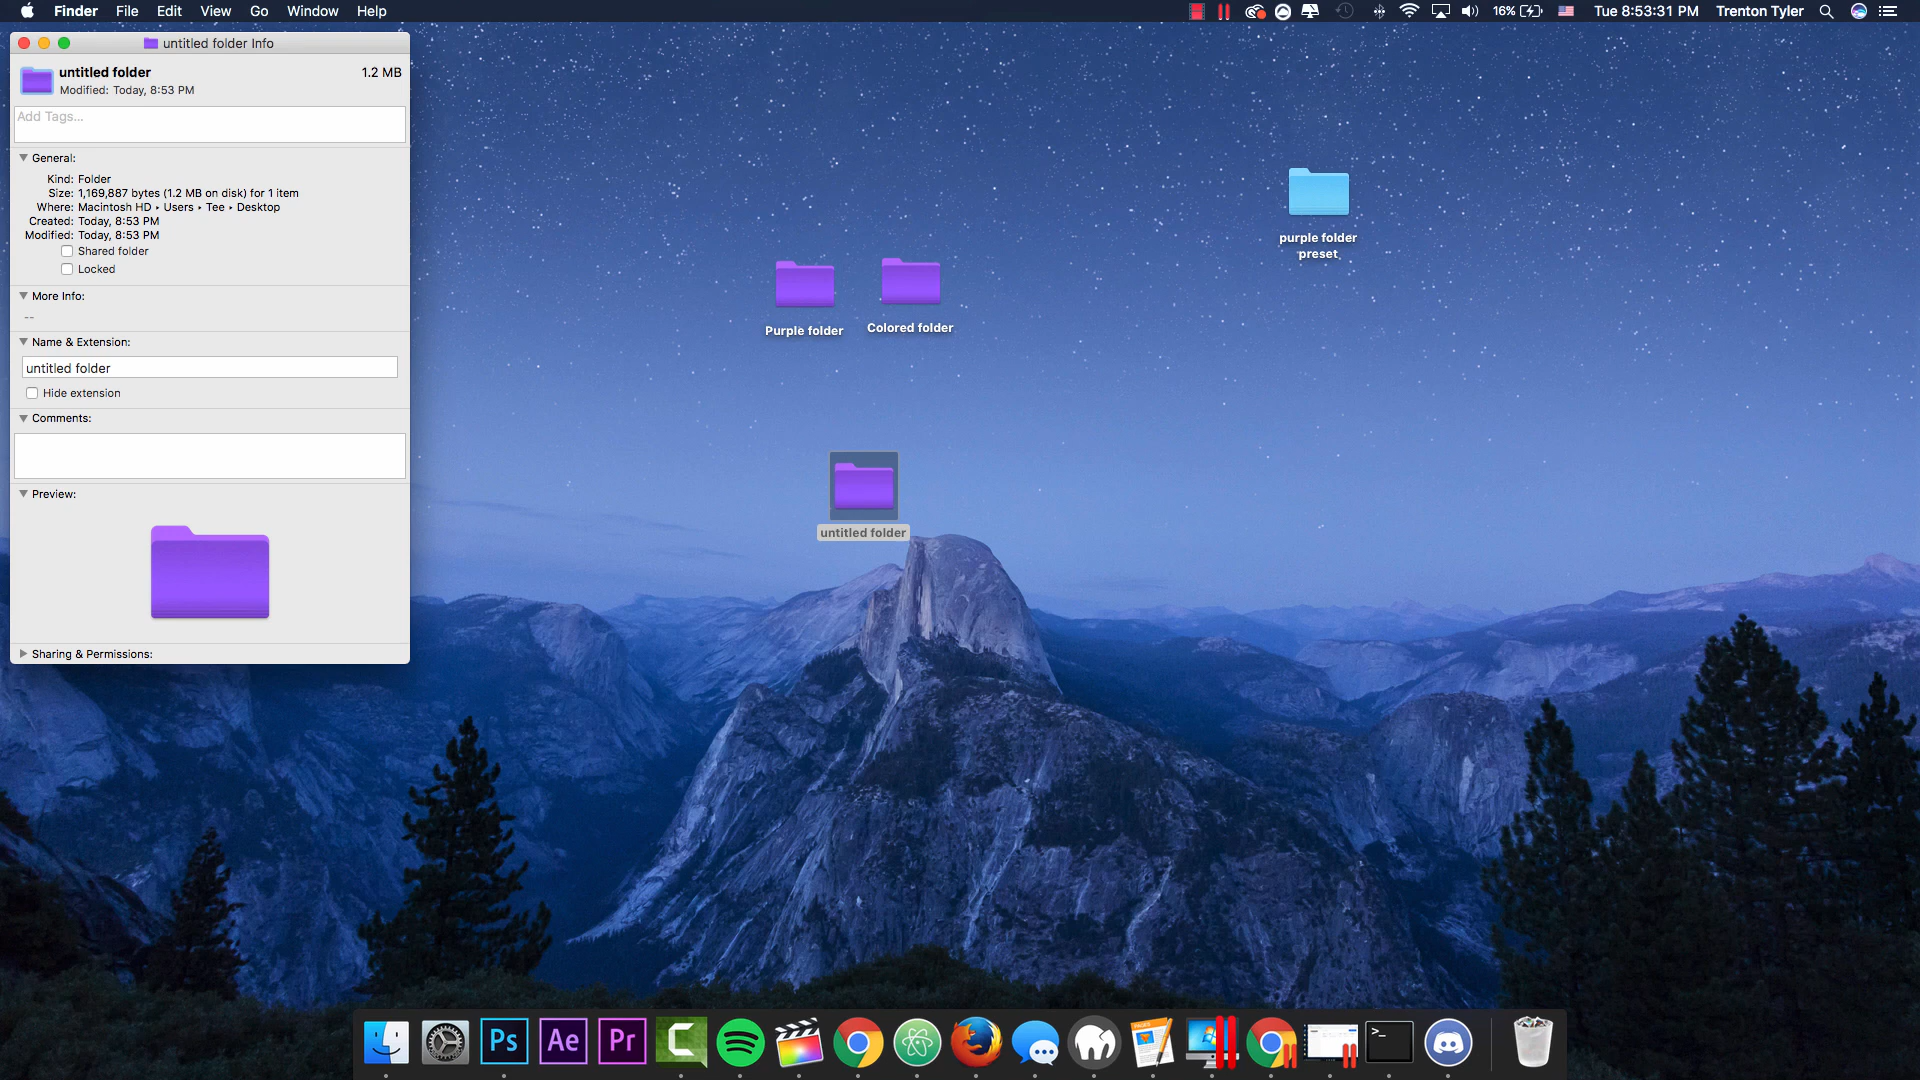 Finder File Edit View Go Window Help
16% Tue 8:53:31 PM Trenton Tyler
untitled folder Info
untitled folder 1.2 MB
Modified: Today, 8:53 PM
Add Tags...
General:
Kind: Folder
Size: 1,169,887 bytes (1.2 MB on disk) for 1 item
Where: Macintosh HD ▸ Users ▸ Tee ▸ Desktop
Created: Today, 8:53 PM
Modified: Today, 8:53 PM
Shared folder
Locked
More Info:
--
Name & Extension:
untitled folder
Hide extension
Comments:
Preview:
Sharing & Permissions:
purple folder
preset
Purple folder
Colored folder
untitled folder
Ps
Ae
Pr
C
PAGES
>_